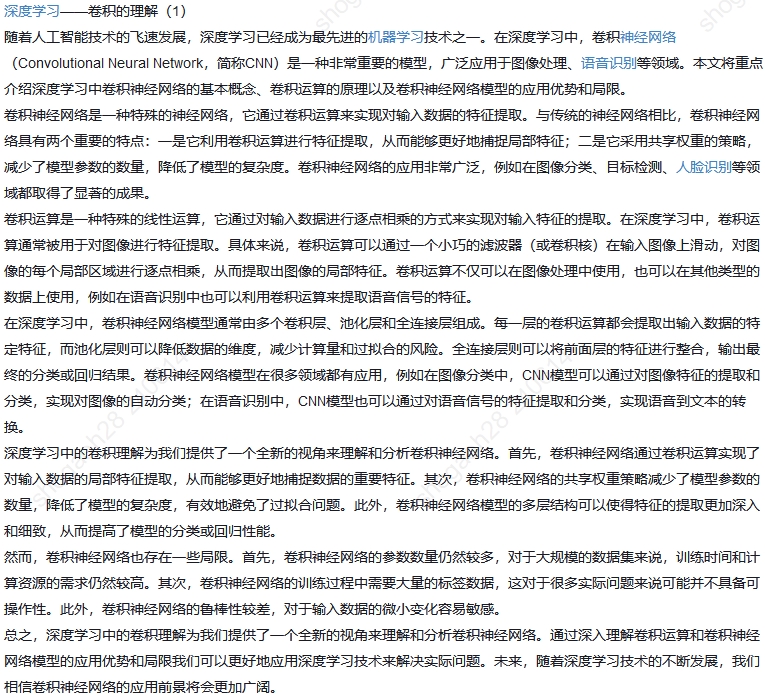 深度学习——卷积的理解（1）
随着人工智能技术的飞速发展，深度学习已经成为最先进的机器学习技术之一。在深度学习中，卷积神经网络
（Convolutional Neural Network，简称CNN）是一种非常重要的模型，广泛应用于图像处理、语音识别等领域。本文将重点
介绍深度学习中卷积神经网络的基本概念、卷积运算的原理以及卷积神经网络模型的应用优势和局限。
卷积神经网络是一种特殊的神经网络，它通过卷积运算来实现对输入数据的特征提取。与传统的神经网络相比，卷积神经网
络具有两个重要的特点：一是它利用卷积运算进行特征提取，从而能够更好地捕捉局部特征；二是它采用共享权重的策略，
减少了模型参数的数量，降低了模型的复杂度。卷积神经网络的应用非常广泛，例如在图像分类、目标检测、人脸识别等领
域都取得了显著的成果。
卷积运算是一种特殊的线性运算，它通过对输入数据进行逐点相乘的方式来实现对输入特征的提取。在深度学习中，卷积运
算通常被用于对图像进行特征提取。具体来说，卷积运算可以通过一个小巧的滤波器（或卷积核）在输入图像上滑动，对图
像的每个局部区域进行逐点相乘，从而提取出图像的局部特征。卷积运算不仅可以在图像处理中使用，也可以在其他类型的
数据上使用，例如在语音识别中也可以利用卷积运算来提取语音信号的特征。
在深度学习中，卷积神经网络模型通常由多个卷积层、池化层和全连接层组成。每一层的卷积运算都会提取出输入数据的特
定特征，而池化层则可以降低数据的维度，减少计算量和过拟合的风险。全连接层则可以将前面层的特征进行整合，输出最
终的分类或回归结果。卷积神经网络模型在很多领域都有应用，例如在图像分类中，CNN模型可以通过对图像特征的提取和
分类，实现对图像的自动分类；在语音识别中，CNN模型也可以通过对语音信号的特征提取和分类，实现语音到文本的转
换。
深度学习中的卷积理解为我们提供了一个全新的视角来理解和分析卷积神经网络。首先，卷积神经网络通过卷积运算实现了
对输入数据的局部特征提取，从而能够更好地捕捉数据的重要特征。其次，卷积神经网络的共享权重策略减少了模型参数的
数量，降低了模型的复杂度，有效地避免了过拟合问题。此外，卷积神经网络模型的多层结构可以使得特征的提取更加深入
和细致，从而提高了模型的分类或回归性能。
然而，卷积神经网络也存在一些局限。首先，卷积神经网络的参数数量仍然较多，对于大规模的数据集来说，训练时间和计
算资源的需求仍然较高。其次，卷积神经网络的训练过程中需要大量的标签数据，这对于很多实际问题来说可能并不具备可
操作性。此外，卷积神经网络的鲁棒性较差，对于输入数据的微小变化容易敏感。
总之，深度学习中的卷积理解为我们提供了一个全新的视角来理解和分析卷积神经网络。通过深入理解卷积运算和卷积神经
网络模型的应用优势和局限我们可以更好地应用深度学习技术来解决实际问题。未来，随着深度学习技术的不断发展，我们
相信卷积神经网络的应用前景将会更加广阔。